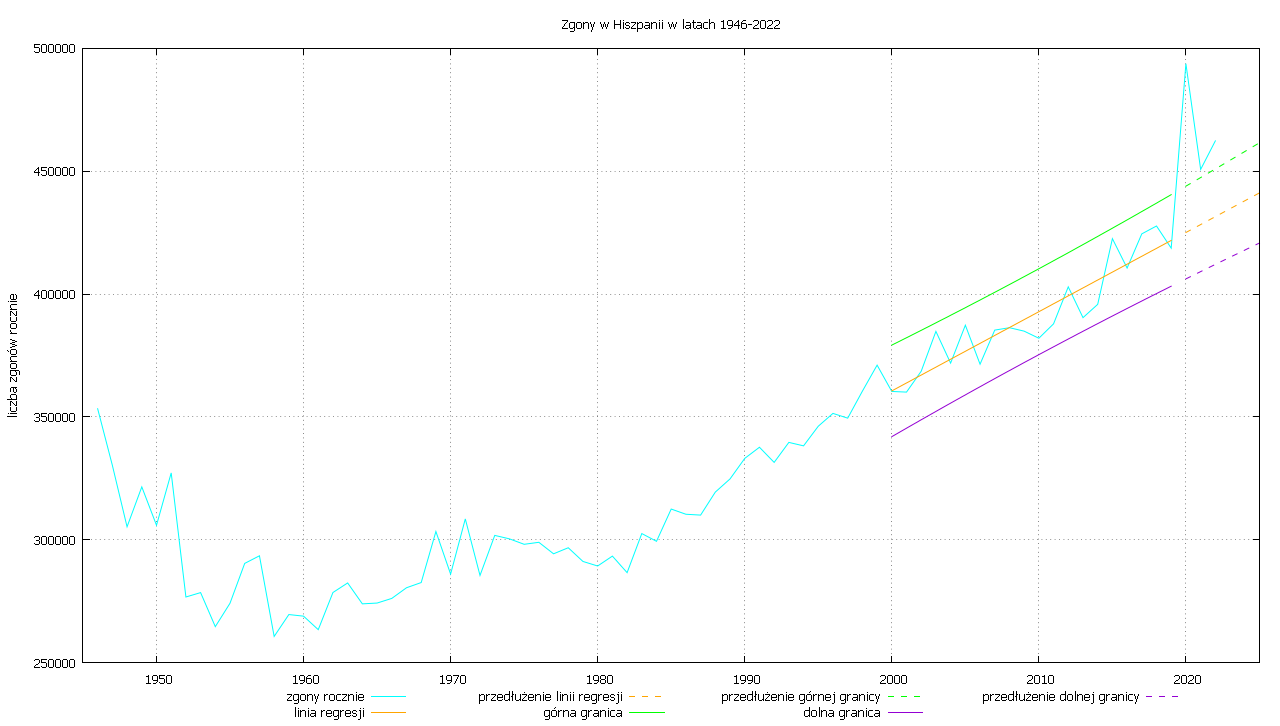 Zgony w Hiszpanii w latach 1946-2022
500000
450000
400000
350000
300000
250000
liczba zgonów rocznie
1950 1960 1970 1980 1990 2000 2010 2020
zgony rocznie przedłużenie linii regresji przedłużenie górnej granicy przedłużenie dolnej granicy
linia regresji górna granica dolna granica